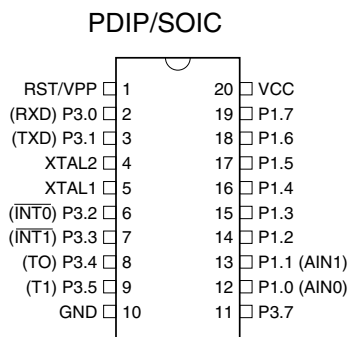 PDIP/SOIC
RST/VPP 1 20 VCC
(RXD) P3.0 2 19 P1.7
(TXD) P3.1 3 18 P1.6
XTAL2 4 17 P1.5
XTAL1 5 16 P1.4
(I̅N̅T̅0̅) P3.2 6 15 P1.3
(I̅N̅T̅1̅) P3.3 7 14 P1.2
(TO) P3.4 8 13 P1.1 (AIN1)
(T1) P3.5 9 12 P1.0 (AIN0)
GND 10 11 P3.7